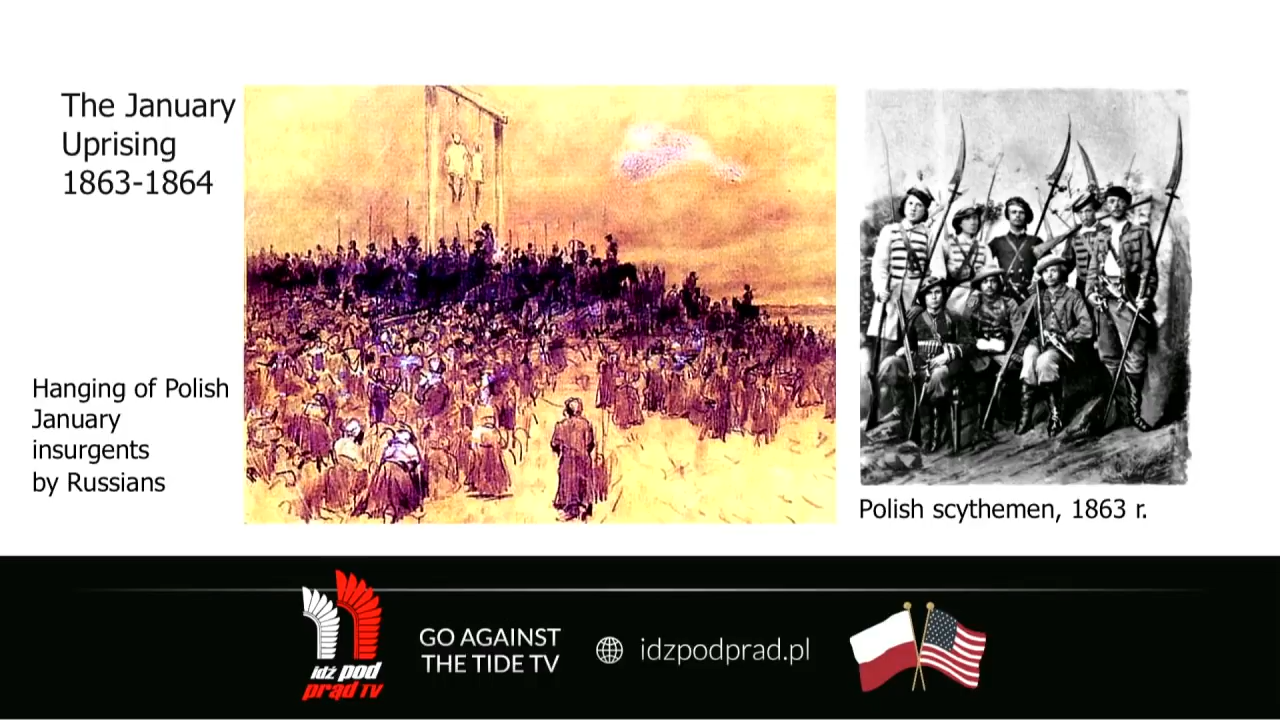 The January
Uprising
1863-1864
Hanging of Polish
January
insurgents
by Russians
Polish scythemen, 1863 r.
idź pod
prąd TV
GO AGAINST
THE TIDE TV
idzpodprad.pl